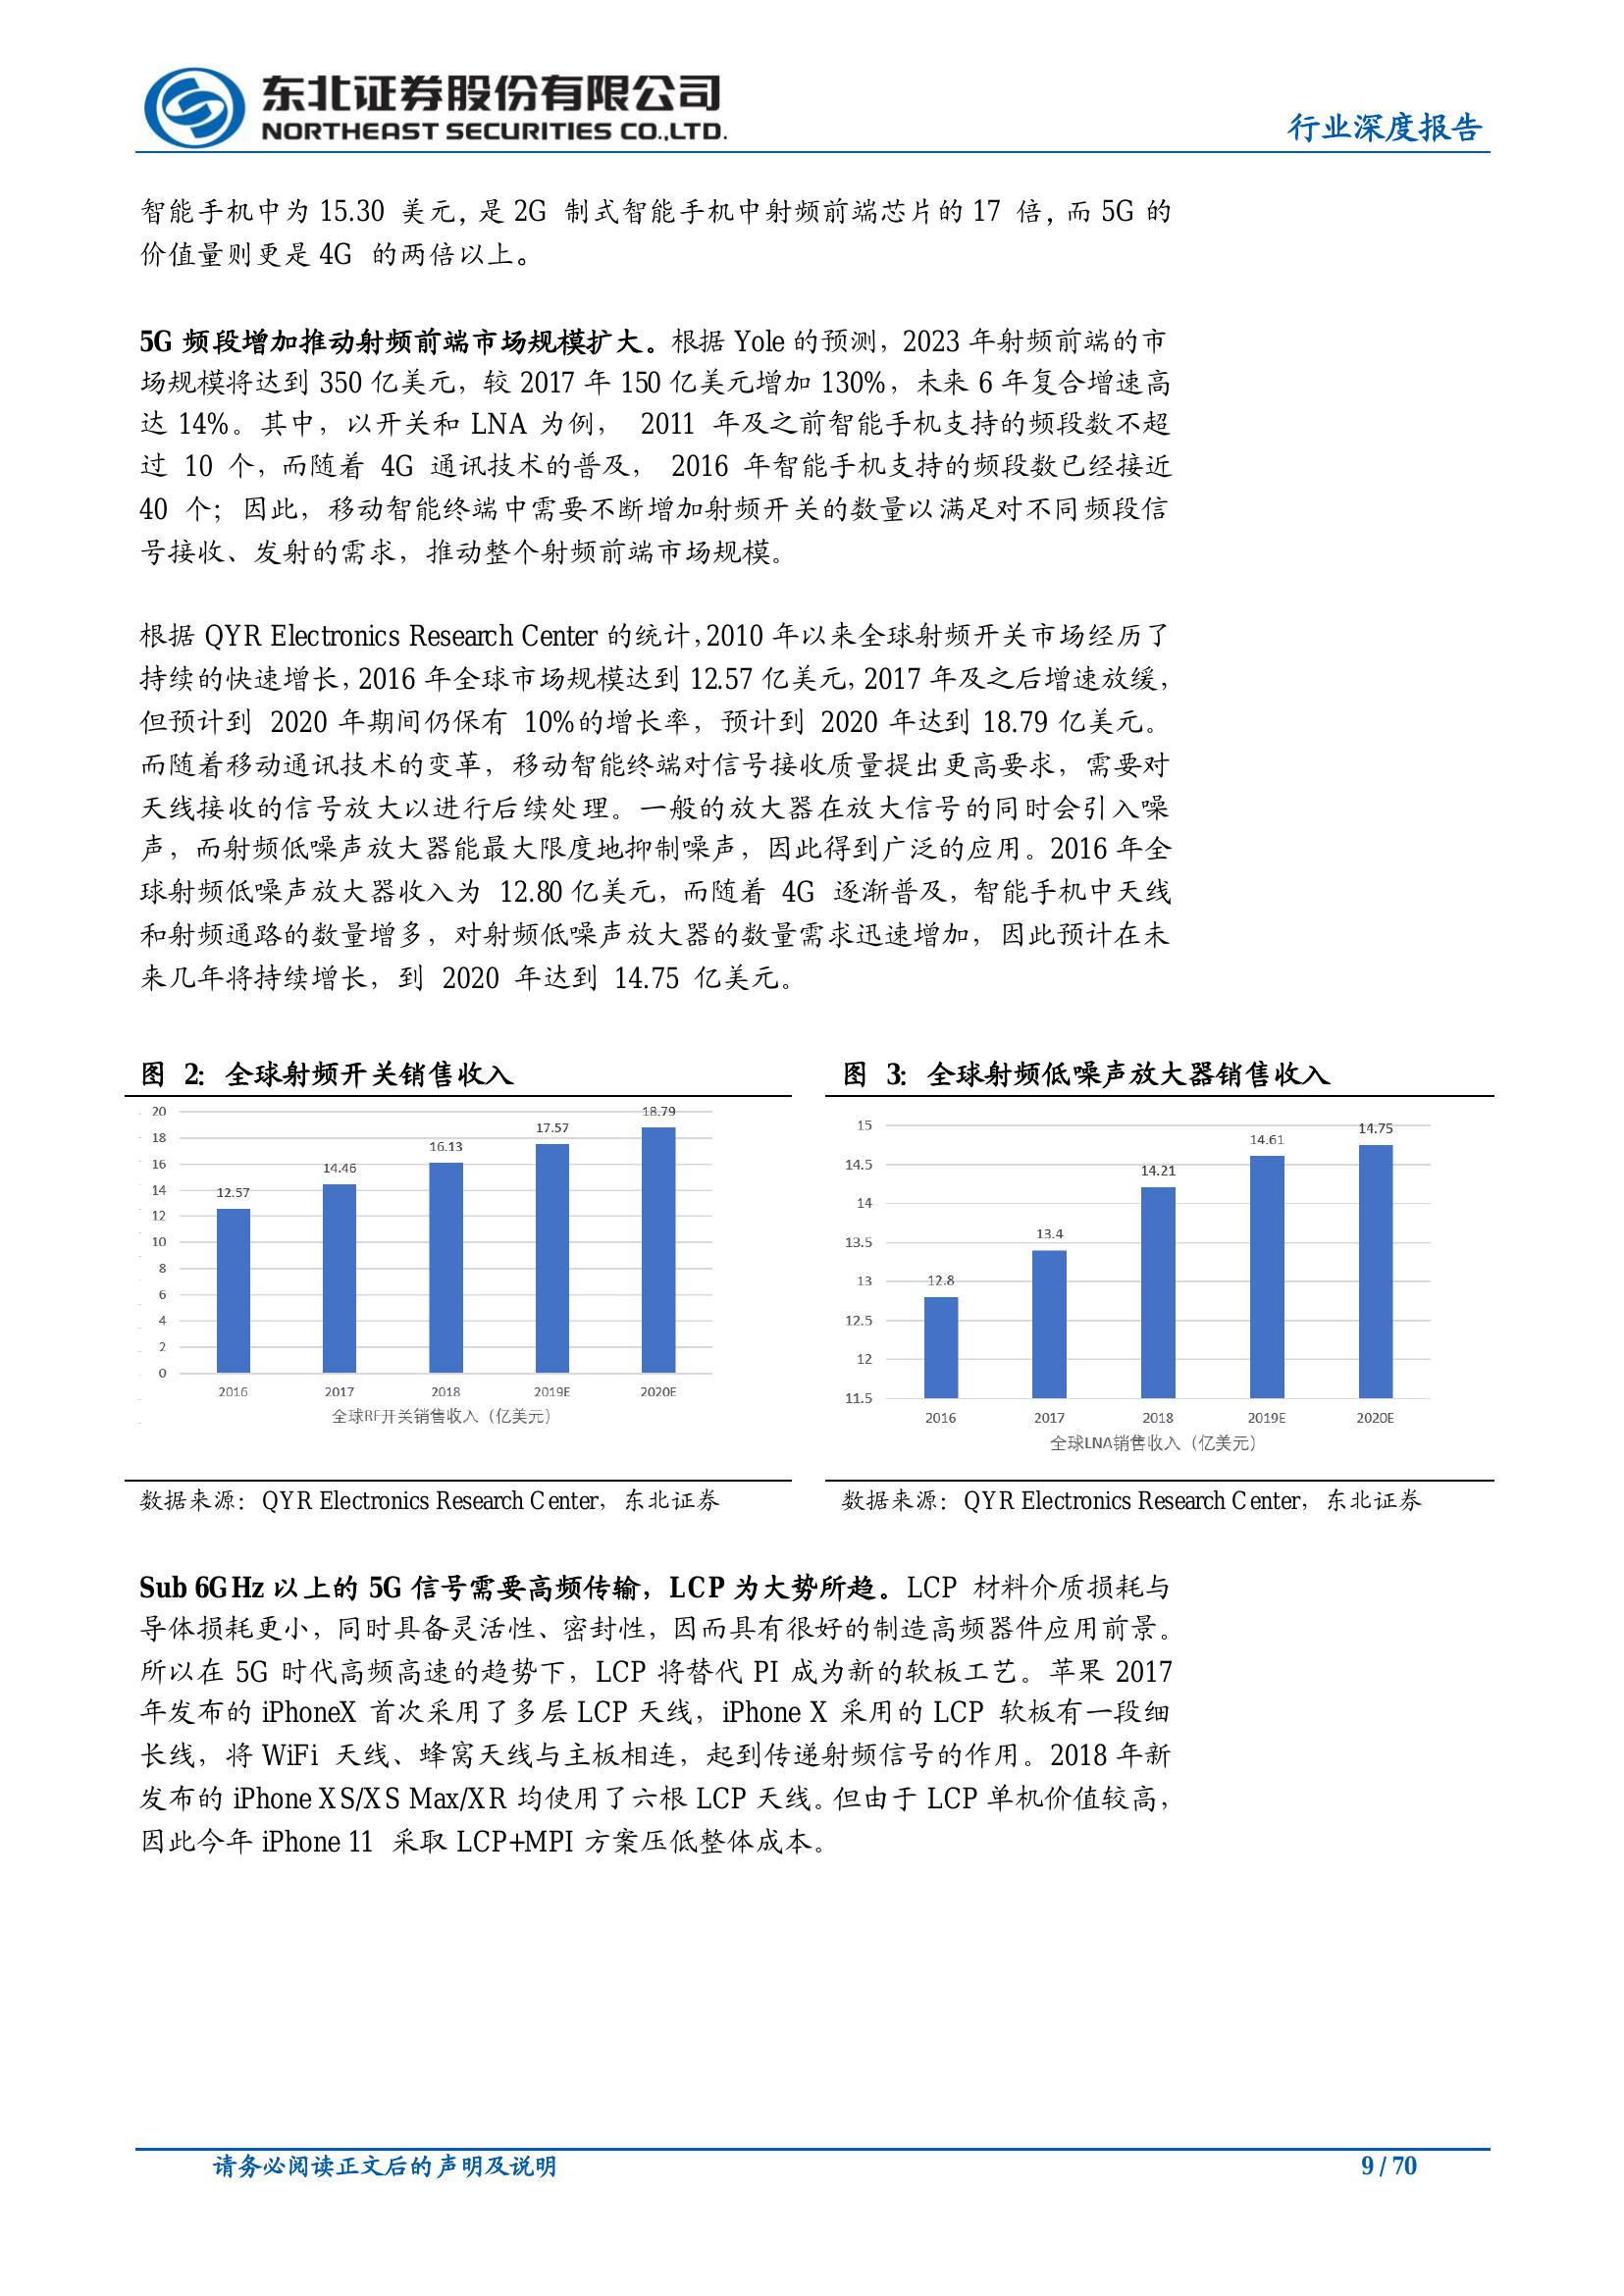 东北证券股份有限公司
NORTHEAST SECURITIES CO.,LTD.
行业深度报告
智能手机中为 15.30 美元，是 2G 制式智能手机中射频前端芯片的 17 倍，而 5G 的
价值量则更是 4G 的两倍以上。
5G 频段增加推动射频前端市场规模扩大。根据 Yole 的预测，2023 年射频前端的市
场规模将达到 350 亿美元，较 2017 年 150 亿美元增加 130%，未来 6 年复合增速高
达 14%。其中，以开关和 LNA 为例， 2011 年及之前智能手机支持的频段数不超
过 10 个，而随着 4G 通讯技术的普及， 2016 年智能手机支持的频段数已经接近
40 个；因此，移动智能终端中需要不断增加射频开关的数量以满足对不同频段信
号接收、发射的需求，推动整个射频前端市场规模。
根据 QYR Electronics Research Center 的统计，2010 年以来全球射频开关市场经历了
持续的快速增长，2016 年全球市场规模达到 12.57 亿美元，2017 年及之后增速放缓，
但预计到 2020 年期间仍保有 10%的增长率，预计到 2020 年达到 18.79 亿美元。
而随着移动通讯技术的变革，移动智能终端对信号接收质量提出更高要求，需要对
天线接收的信号放大以进行后续处理。一般的放大器在放大信号的同时会引入噪
声，而射频低噪声放大器能最大限度地抑制噪声，因此得到广泛的应用。2016 年全
球射频低噪声放大器收入为 12.80 亿美元，而随着 4G 逐渐普及，智能手机中天线
和射频通路的数量增多，对射频低噪声放大器的数量需求迅速增加，因此预计在未
来几年将持续增长，到 2020 年达到 14.75 亿美元。
图 2：全球射频开关销售收入
20
18
16
14
12
10
8
6
4
2
0
12.57
14.46
16.13
17.57
18.79
2016 2017 2018 2019E 2020E
全球RF开关销售收入（亿美元）
数据来源：QYR Electronics Research Center，东北证券
图 3：全球射频低噪声放大器销售收入
15
14.5
14
13.5
13
12.5
12
11.5
12.8
13.4
14.21
14.61
14.75
2016 2017 2018 2019E 2020E
全球LNA销售收入（亿美元）
数据来源：QYR Electronics Research Center，东北证券
Sub 6GHz 以上的 5G 信号需要高频传输，LCP 为大势所趋。LCP 材料介质损耗与
导体损耗更小，同时具备灵活性、密封性，因而具有很好的制造高频器件应用前景。
所以在 5G 时代高频高速的趋势下，LCP 将替代 PI 成为新的软板工艺。苹果 2017
年发布的 iPhoneX 首次采用了多层 LCP 天线，iPhone X 采用的 LCP 软板有一段细
长线，将 WiFi 天线、蜂窝天线与主板相连，起到传递射频信号的作用。2018 年新
发布的 iPhone XS/XS Max/XR 均使用了六根 LCP 天线。但由于 LCP 单机价值较高，
因此今年 iPhone 11 采取 LCP+MPI 方案压低整体成本。
请务必阅读正文后的声明及说明
9 / 70